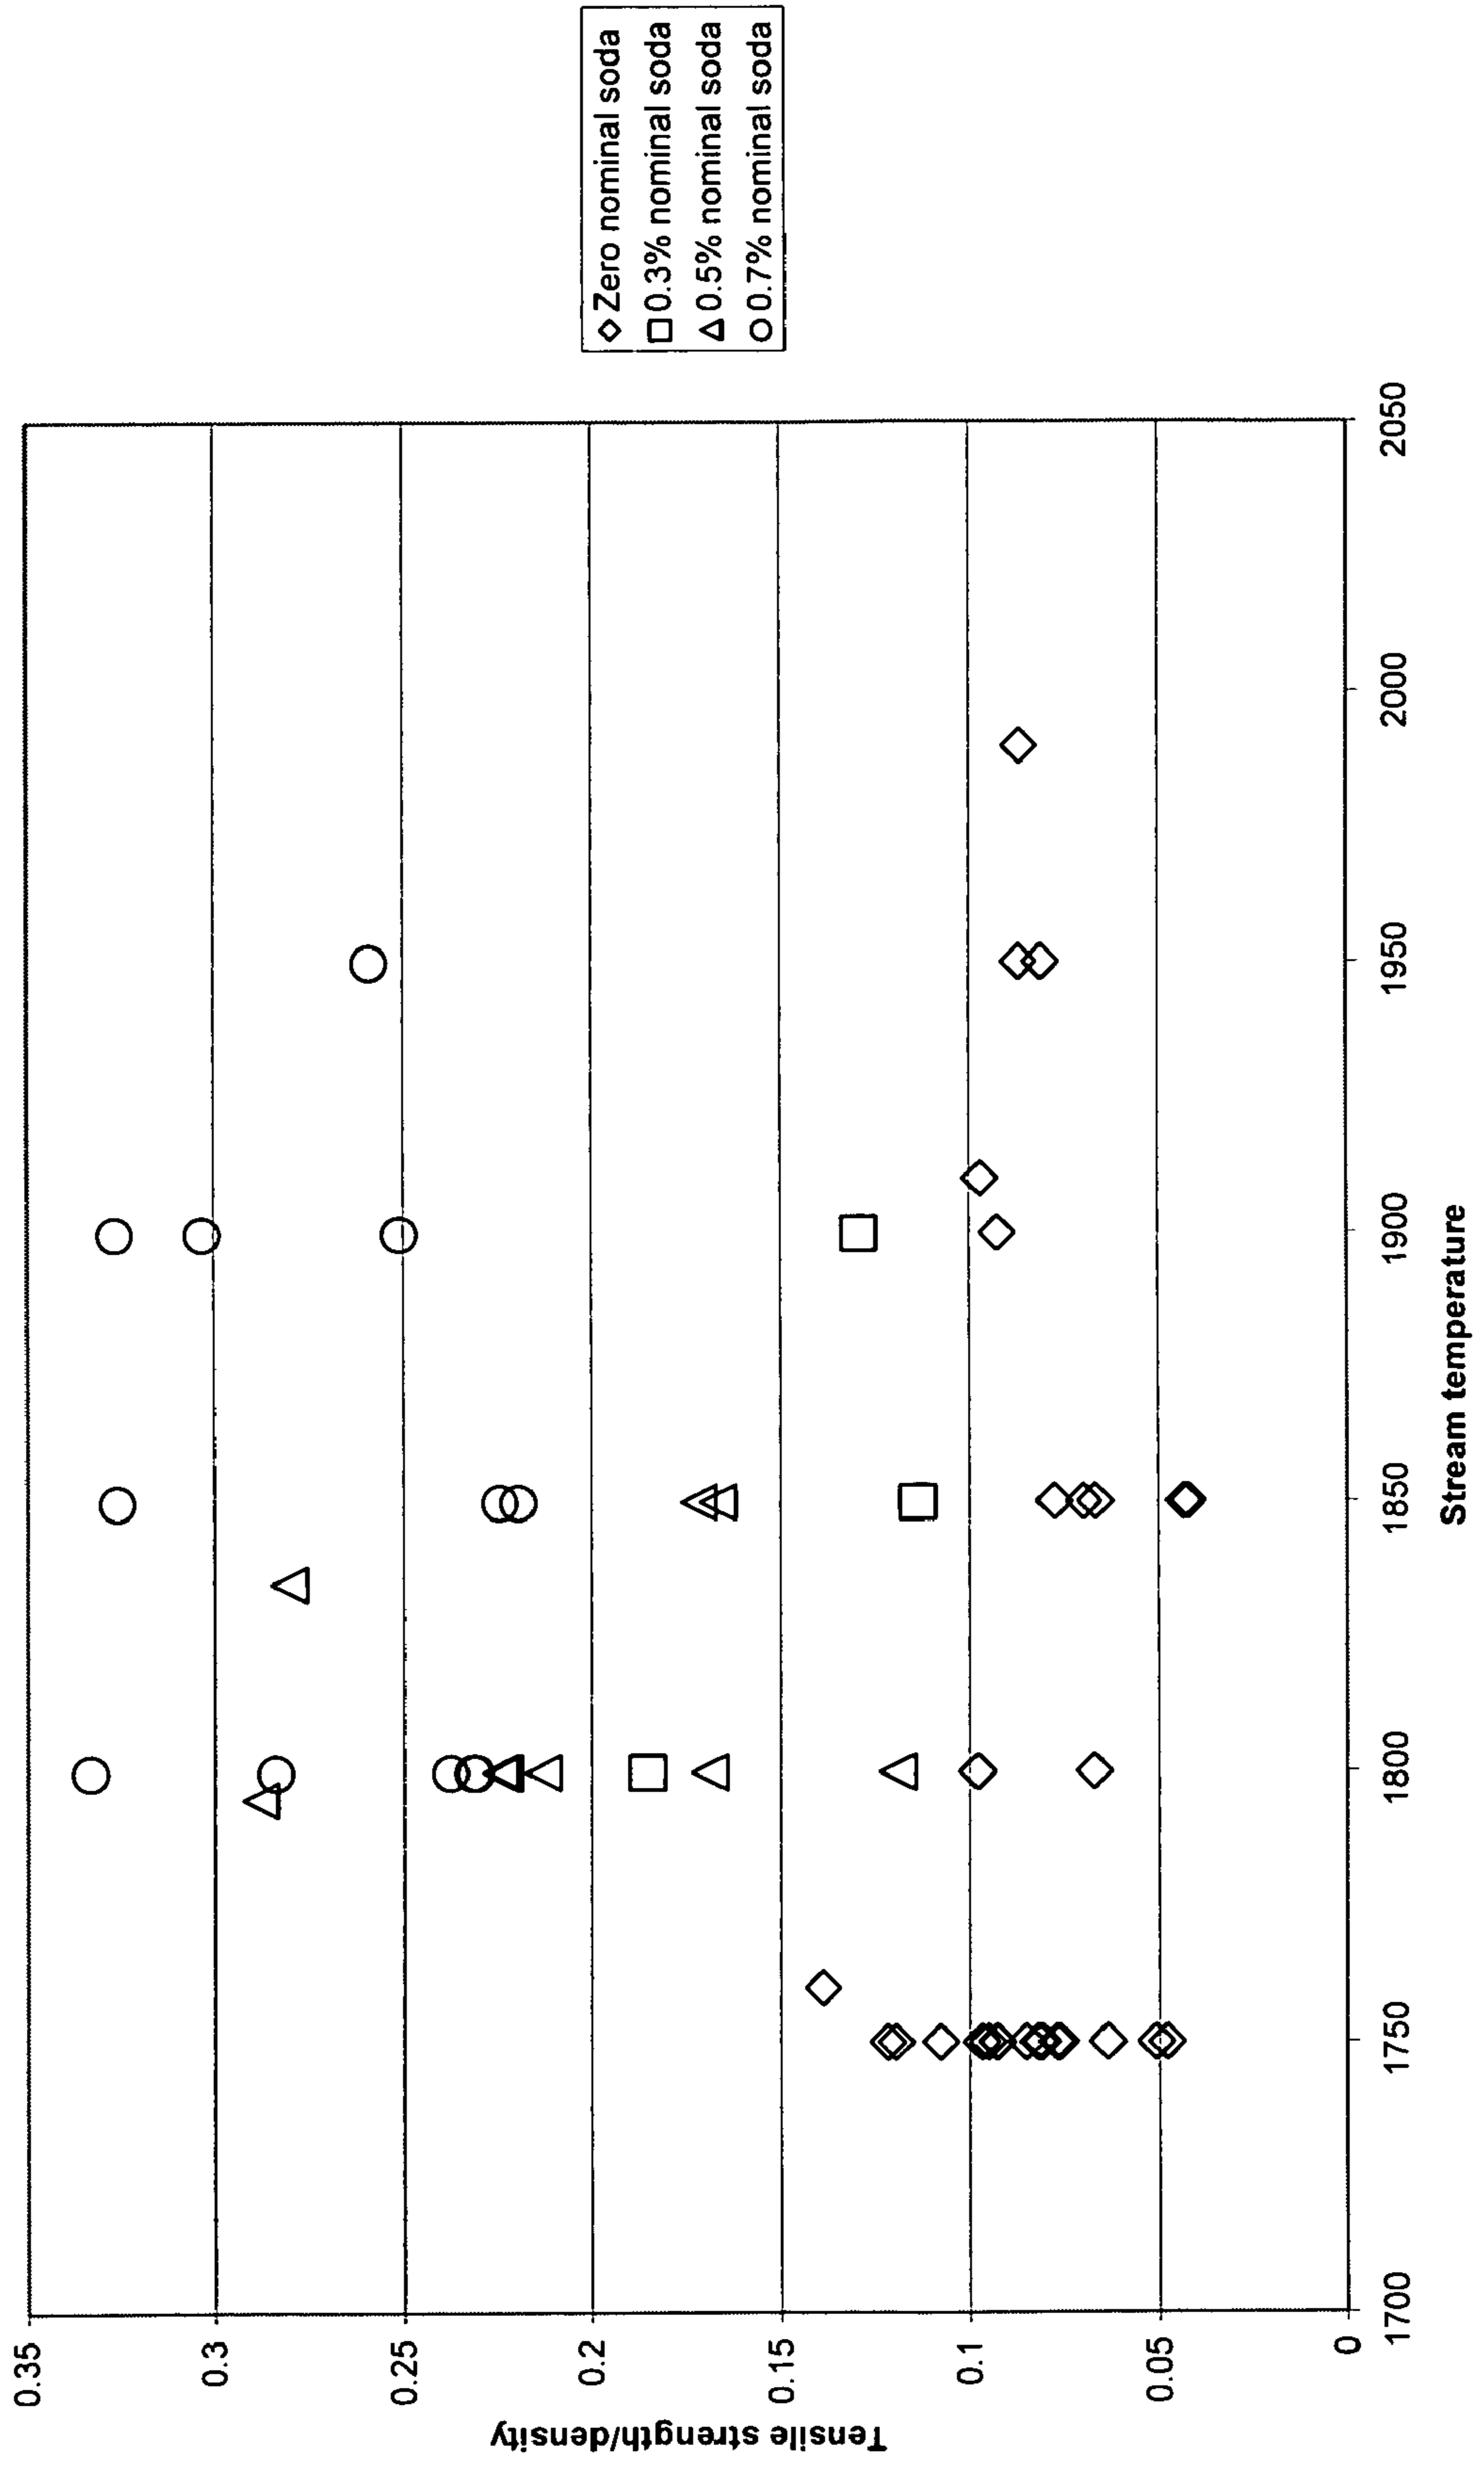 Tensile strength/density
0.35
0.3
0.25
0.2
0.15
0.1
0.05
0
1700
1750
1800
1850
1900
1950
2000
2050
Stream temperature
Zero nominal soda
0.3% nominal soda
0.5% nominal soda
0.7% nominal soda